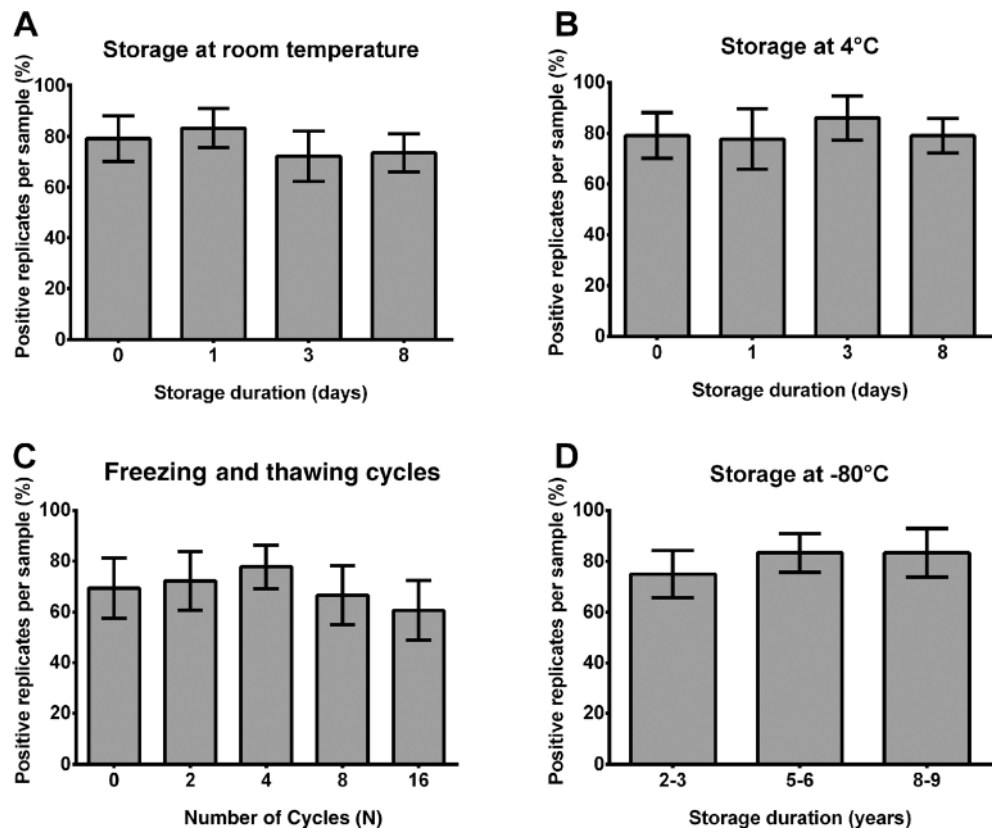 A
Storage at room temperature
Positive replicates per sample (%)
100
80
60
40
20
0
0 1 3 8
Storage duration (days)
B
Storage at 4°C
Positive replicates per sample (%)
100
80
60
40
20
0
0 1 3 8
Storage duration (days)
C
Freezing and thawing cycles
Positive replicates per sample (%)
100
80
60
40
20
0
0 2 4 8 16
Number of Cycles (N)
D
Storage at -80°C
Positive replicates per sample (%)
100
80
60
40
20
0
2-3 5-6 8-9
Storage duration (years)